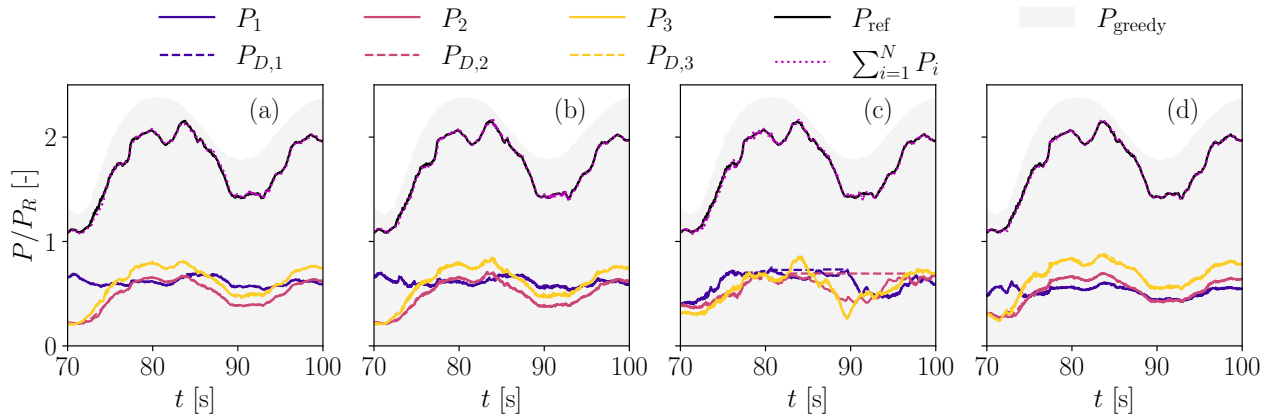 P_1 P_2 P_3 P_ref P_greedy
P_{D,1} P_{D,2} P_{D,3} \sum_{i=1}^{N} P_i
(a) (b) (c) (d)
P/P_R [-]
2
1
0
70 80 90 100 70 80 90 100 70 80 90 100 70 80 90 100
t [s] t [s] t [s] t [s]